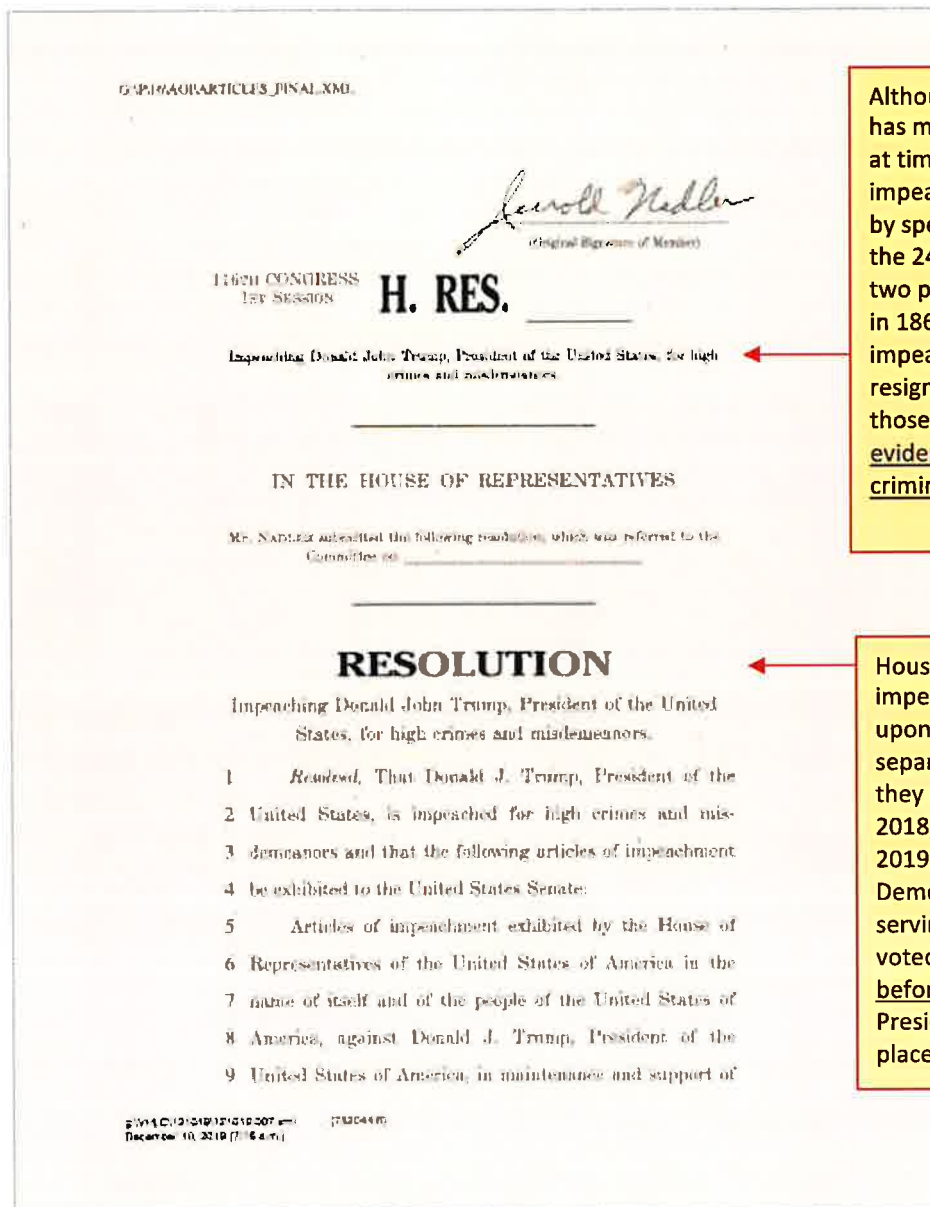 ARTICLES_FINAL.XML
Jerrold Nadler
(Original Signature of Member)
116TH CONGRESS
1ST SESSION
H. RES.
Impeaching Donald John Trump, President of the United States, for high
crimes and misdemeanors.
IN THE HOUSE OF REPRESENTATIVES
Mr. NADLER submitted the following resolution, which was referred to the
Committee on
RESOLUTION
Impeaching Donald John Trump, President of the United
States, for high crimes and misdemeanors.
1 Resolved, That Donald J. Trump, President of the
2 United States, is impeached for high crimes and mis-
3 demeanors and that the following articles of impeachment
4 be exhibited to the United States Senate:
5 Articles of impeachment exhibited by the House of
6 Representatives of the United States of America in the
7 name of itself and of the people of the United States of
8 America, against Donald J. Trump, President of the
9 United States of America, in maintenance and support of
December 10, 2019
Althou
has m
at tim
impea
by spe
the 24
two p
in 186
impea
resign
those
evide
crimin
Hous
impe
upon
separ
they
2018
2019
Demo
servin
voted
befor
Presi
place